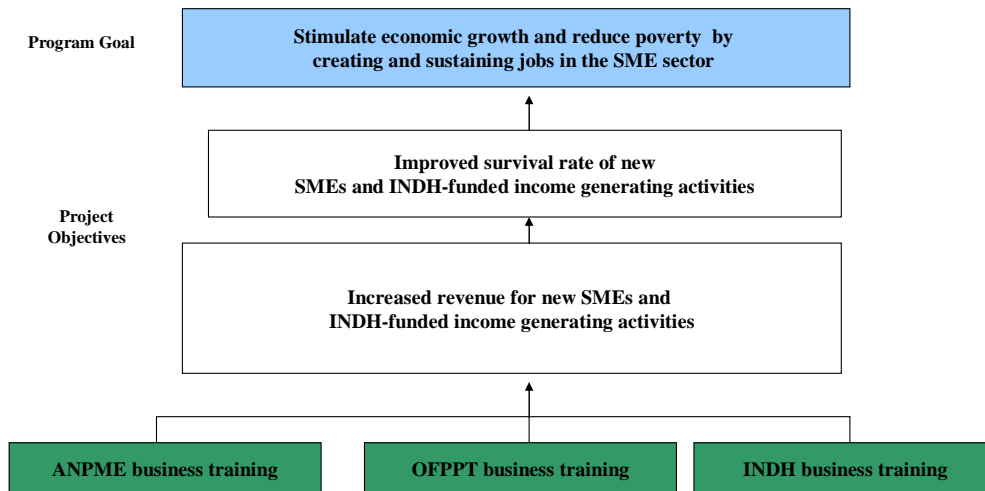 Program Goal
Stimulate economic growth and reduce poverty by
creating and sustaining jobs in the SME sector
Improved survival rate of new
SMEs and INDH-funded income generating activities
Project
Objectives
Increased revenue for new SMEs and
INDH-funded income generating activities
ANPME business training
OFPPT business training
INDH business training